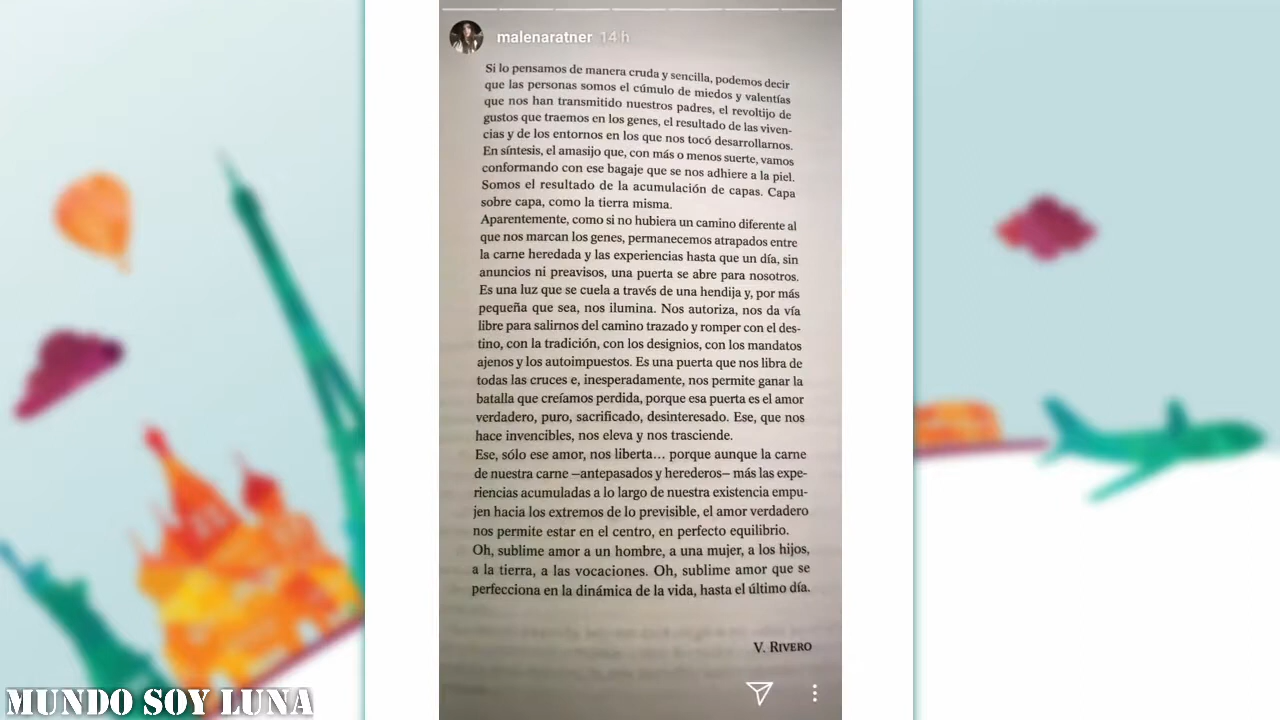 malenaratner 14 h
Si lo pensamos de manera cruda y sencilla, podemos decir
que las personas somos el cúmulo de miedos y valentías
que nos han transmitido nuestros padres, el revoltijo de
gustos que traemos en los genes, el resultado de las viven-
cias y de los entornos en los que nos tocó desarrollarnos.
En síntesis, el amasijo que, con más o menos suerte, vamos
conformando con ese bagaje que se nos adhiere a la piel.
Somos el resultado de la acumulación de capas. Capa
sobre capa, como la tierra misma.
Aparentemente, como si no hubiera un camino diferente al
que nos marcan los genes, permanecemos atrapados entre
la carne heredada y las experiencias hasta que un día, sin
anuncios ni preavisos, una puerta se abre para nosotros.
Es una luz que se cuela a través de una hendija y, por más
pequeña que sea, nos ilumina. Nos autoriza, nos da vía
libre para salirnos del camino trazado y romper con el des-
tino, con la tradición, con los designios, con los mandatos
ajenos y los autoimpuestos. Es una puerta que nos libra de
todas las cruces e, inesperadamente, nos permite ganar la
batalla que creíamos perdida, porque esa puerta es el amor
verdadero, puro, sacrificado, desinteresado. Ese, que nos
hace invencibles, nos eleva y nos trasciende.
Ese, sólo ese amor, nos liberta... porque aunque la carne
de nuestra carne –antepasados y herederos– más las expe-
riencias acumuladas a lo largo de nuestra existencia empu-
jen hacia los extremos de lo previsible, el amor verdadero
nos permite estar en el centro, en perfecto equilibrio.
Oh, sublime amor a un hombre, a una mujer, a los hijos,
a la tierra, a las vocaciones. Oh, sublime amor que se
perfecciona en la dinámica de la vida, hasta el último día.
V. RIVERO
MUNDO SOY LUNA